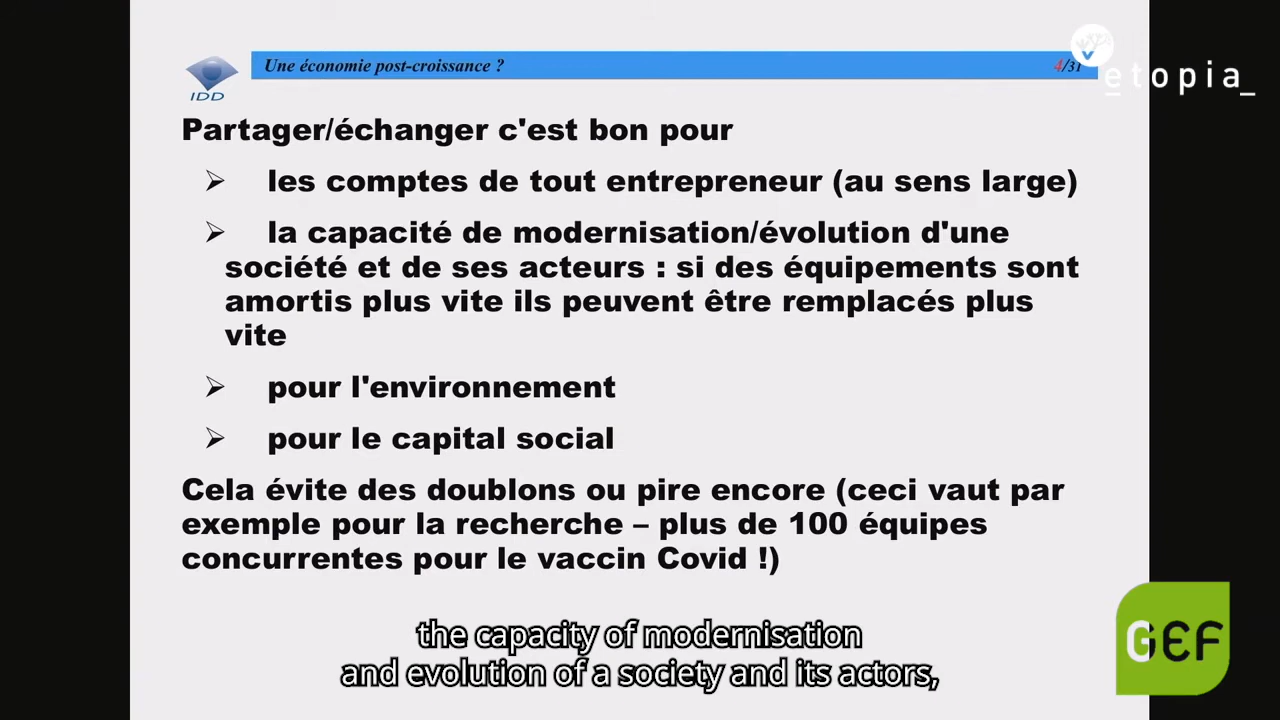 Une économie post-croissance ?
4/31
etopia_
IDD
Partager/échanger c'est bon pour
➢ les comptes de tout entrepreneur (au sens large)
➢ la capacité de modernisation/évolution d'une
société et de ses acteurs : si des équipements sont
amortis plus vite ils peuvent être remplacés plus
vite
➢ pour l'environnement
➢ pour le capital social
Cela évite des doublons ou pire encore (ceci vaut par
exemple pour la recherche – plus de 100 équipes
concurrentes pour le vaccin Covid !)
the capacity of modernisation
and evolution of a society and its actors,
GEF